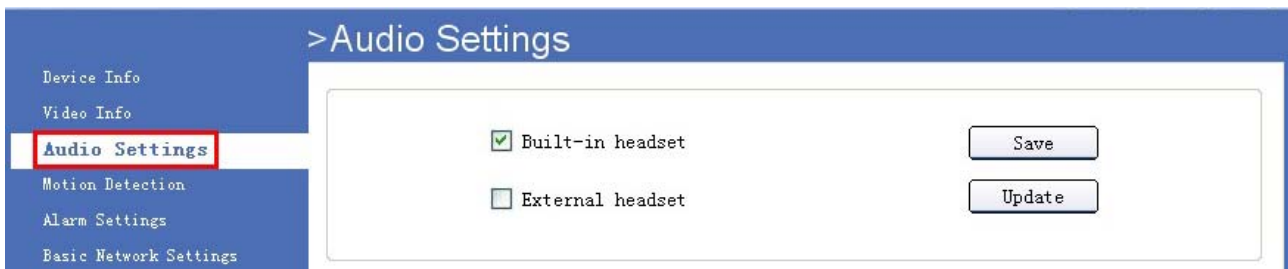 >Audio Settings
Device Info
Video Info
Audio Settings
Motion Detection
Alarm Settings
Basic Network Settings
Built-in headset
Save
External headset
Update